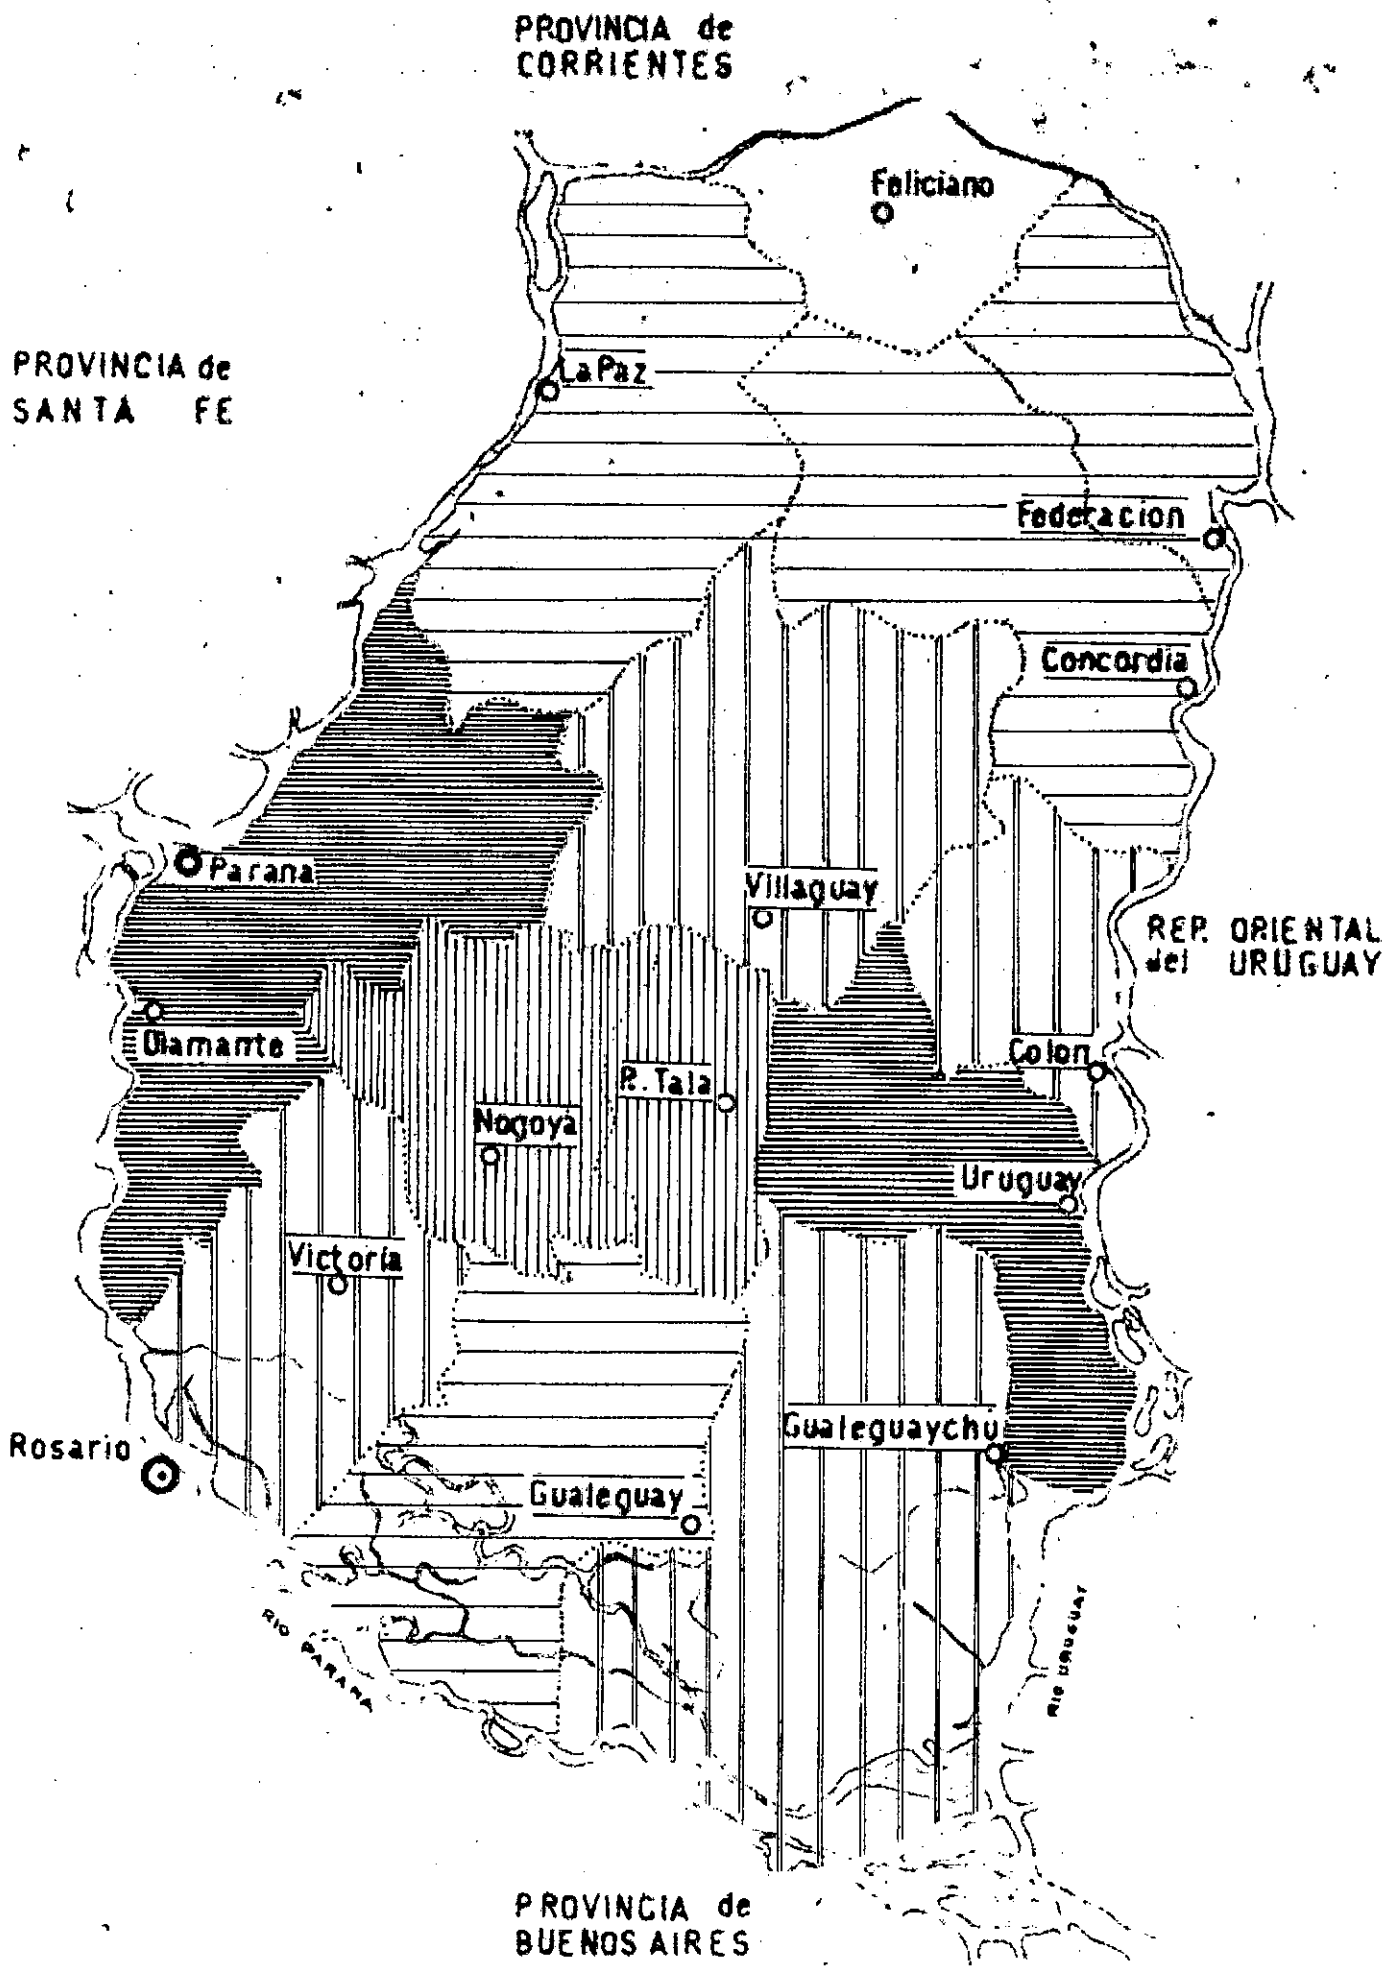 PROVINCIA de
CORRIENTES
Feliciano
PROVINCIA de
SANTA FE
La Paz
Federacion
Concordia
Parana
Villaguay
REP. ORIENTAL
del URUGUAY
Diamante
Colon
R. Tala
Nogoya
Uruguay
Victoría
Gualeguaychu
Rosario
Gualeguay
RIO PARANA
RIO URUGUAY
PROVINCIA de
BUENOS AIRES